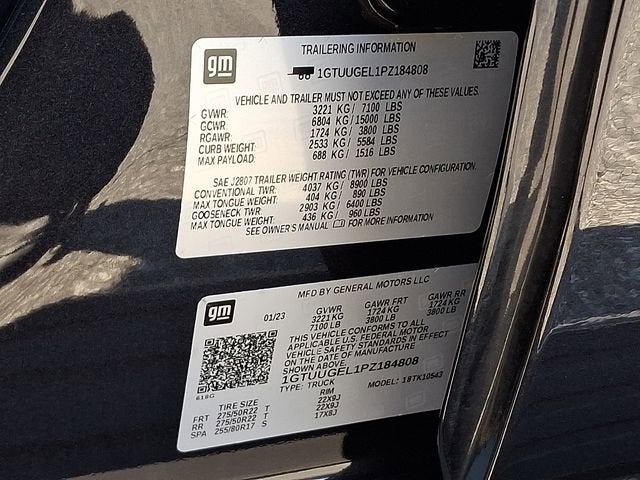 gm
TRAILERING INFORMATION
1GTUUGEL1PZ184808
VEHICLE AND TRAILER MUST NOT EXCEED ANY OF THESE VALUES.
GVWR: 3221 KG / 7100 LBS
GCWR: 6804 KG / 15000 LBS
RGAWR: 1724 KG / 3800 LBS
CURB WEIGHT: 2533 KG / 5584 LBS
MAX PAYLOAD: 688 KG / 1516 LBS
SAE J2807 TRAILER WEIGHT RATING (TWR) FOR VEHICLE CONFIGURATION.
CONVENTIONAL TWR: 4037 KG / 8900 LBS
MAX TONGUE WEIGHT: 404 KG / 890 LBS
GOOSENECK TWR: 2903 KG / 6400 LBS
MAX TONGUE WEIGHT: 436 KG / 960 LBS
SEE OWNER'S MANUAL FOR MORE INFORMATION
gm
MFD BY GENERAL MOTORS LLC
01/23
GVWR GAWR FRT GAWR RR
3221 KG 1724 KG 1724 KG
7100 LB 3800 LB 3800 LB
THIS VEHICLE CONFORMS TO ALL
APPLICABLE U.S. FEDERAL MOTOR
VEHICLE SAFETY STANDARDS IN EFFECT
ON THE DATE OF MANUFACTURE
SHOWN ABOVE.
1GTUUGEL1PZ184808
TYPE: TRUCK MODEL: 18TK10543
618G
TIRE SIZE RIM
FRT 275/50R22 T 22X9J
RR 275/50R22 T 22X9J
SPA 255/80R17 S 17X8J